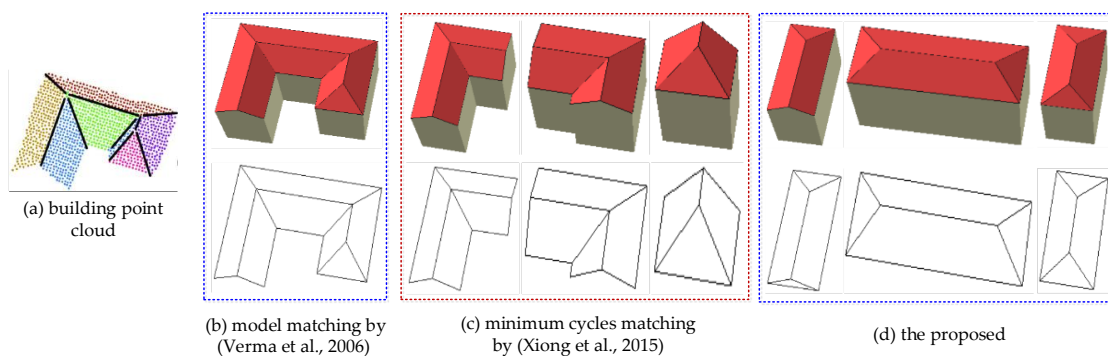 (a) building point
cloud
(b) model matching by
(Verma et al., 2006)
(c) minimum cycles matching
by (Xiong et al., 2015)
(d) the proposed